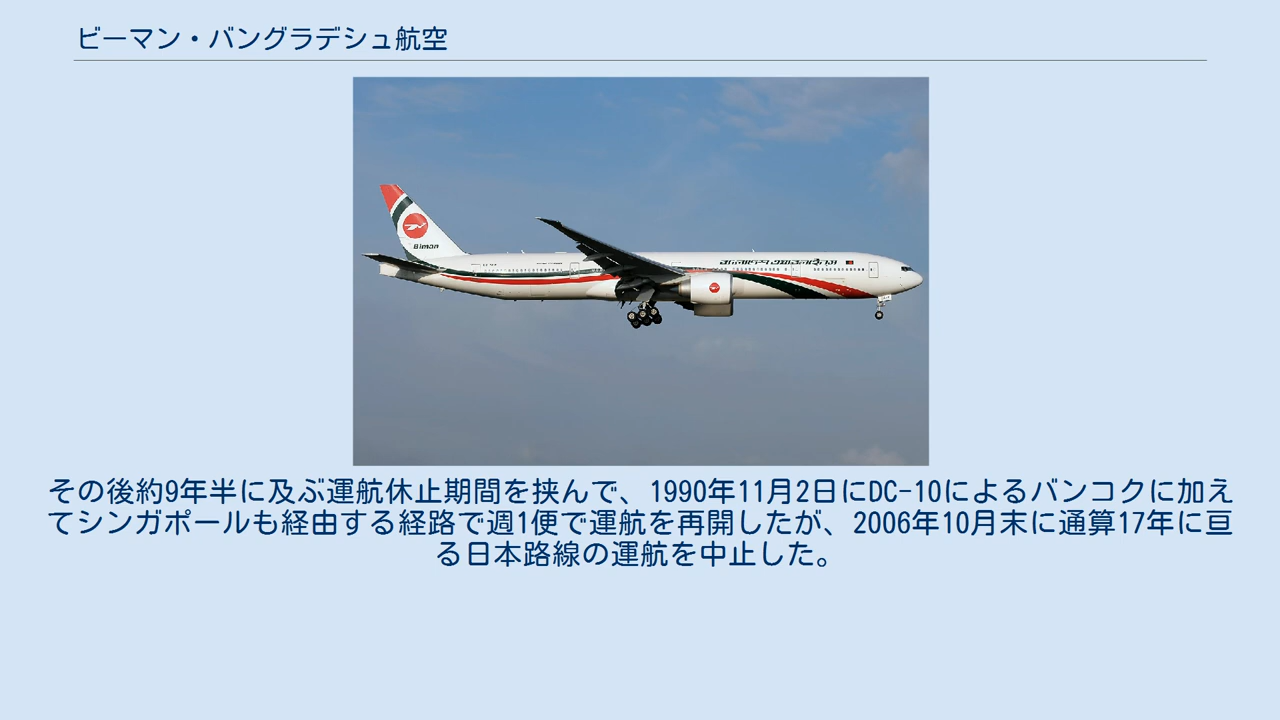 ビーマン・バングラデシュ航空
Biman
その後約9年半に及ぶ運航休止期間を挟んで、1990年11月2日にDC-10によるバンコクに加え
てシンガポールも経由する経路で週1便で運航を再開したが、2006年10月末に通算17年に亘
る日本路線の運航を中止した。